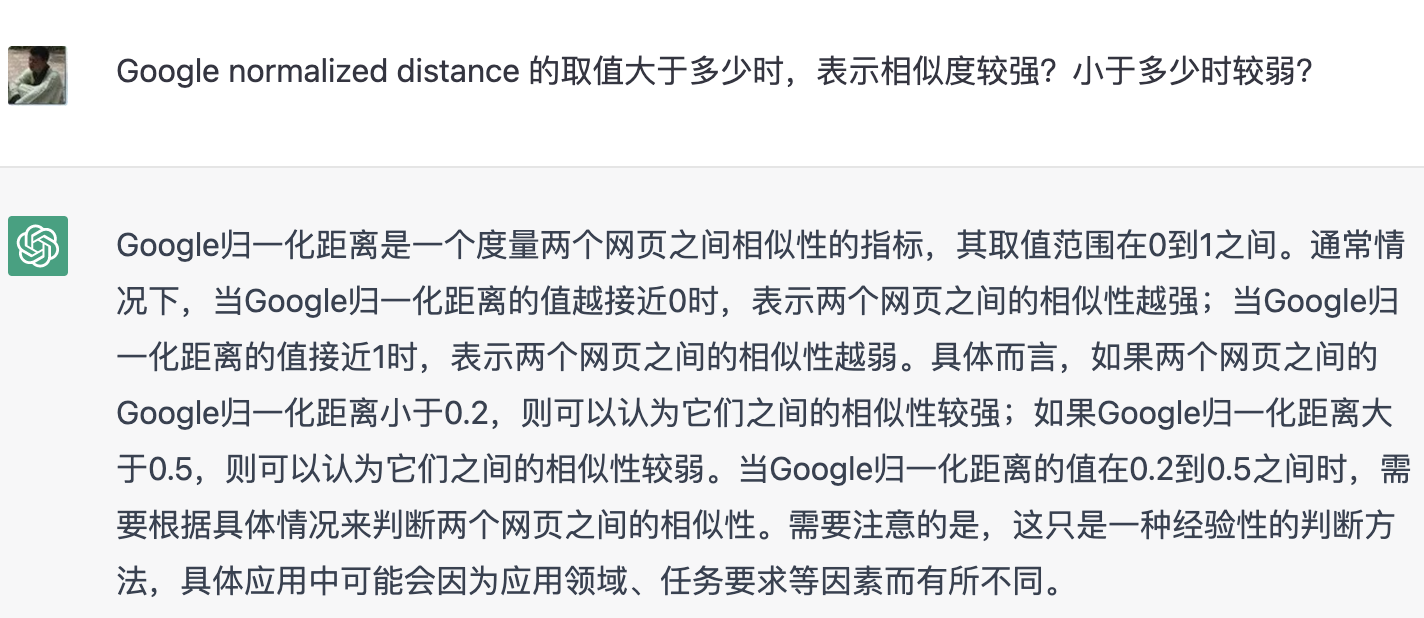 Google normalized distance 的取值大于多少时，表示相似度较强？小于多少时较弱？
Google归一化距离是一个度量两个网页之间相似性的指标，其取值范围在0到1之间。通常情
况下，当Google归一化距离的值越接近0时，表示两个网页之间的相似性越强；当Google归
一化距离的值接近1时，表示两个网页之间的相似性越弱。具体而言，如果两个网页之间的
Google归一化距离小于0.2，则可以认为它们之间的相似性较强；如果Google归一化距离大
于0.5，则可以认为它们之间的相似性较弱。当Google归一化距离的值在0.2到0.5之间时，需
要根据具体情况来判断两个网页之间的相似性。需要注意的是，这只是一种经验性的判断方
法，具体应用中可能会因为应用领域、任务要求等因素而有所不同。